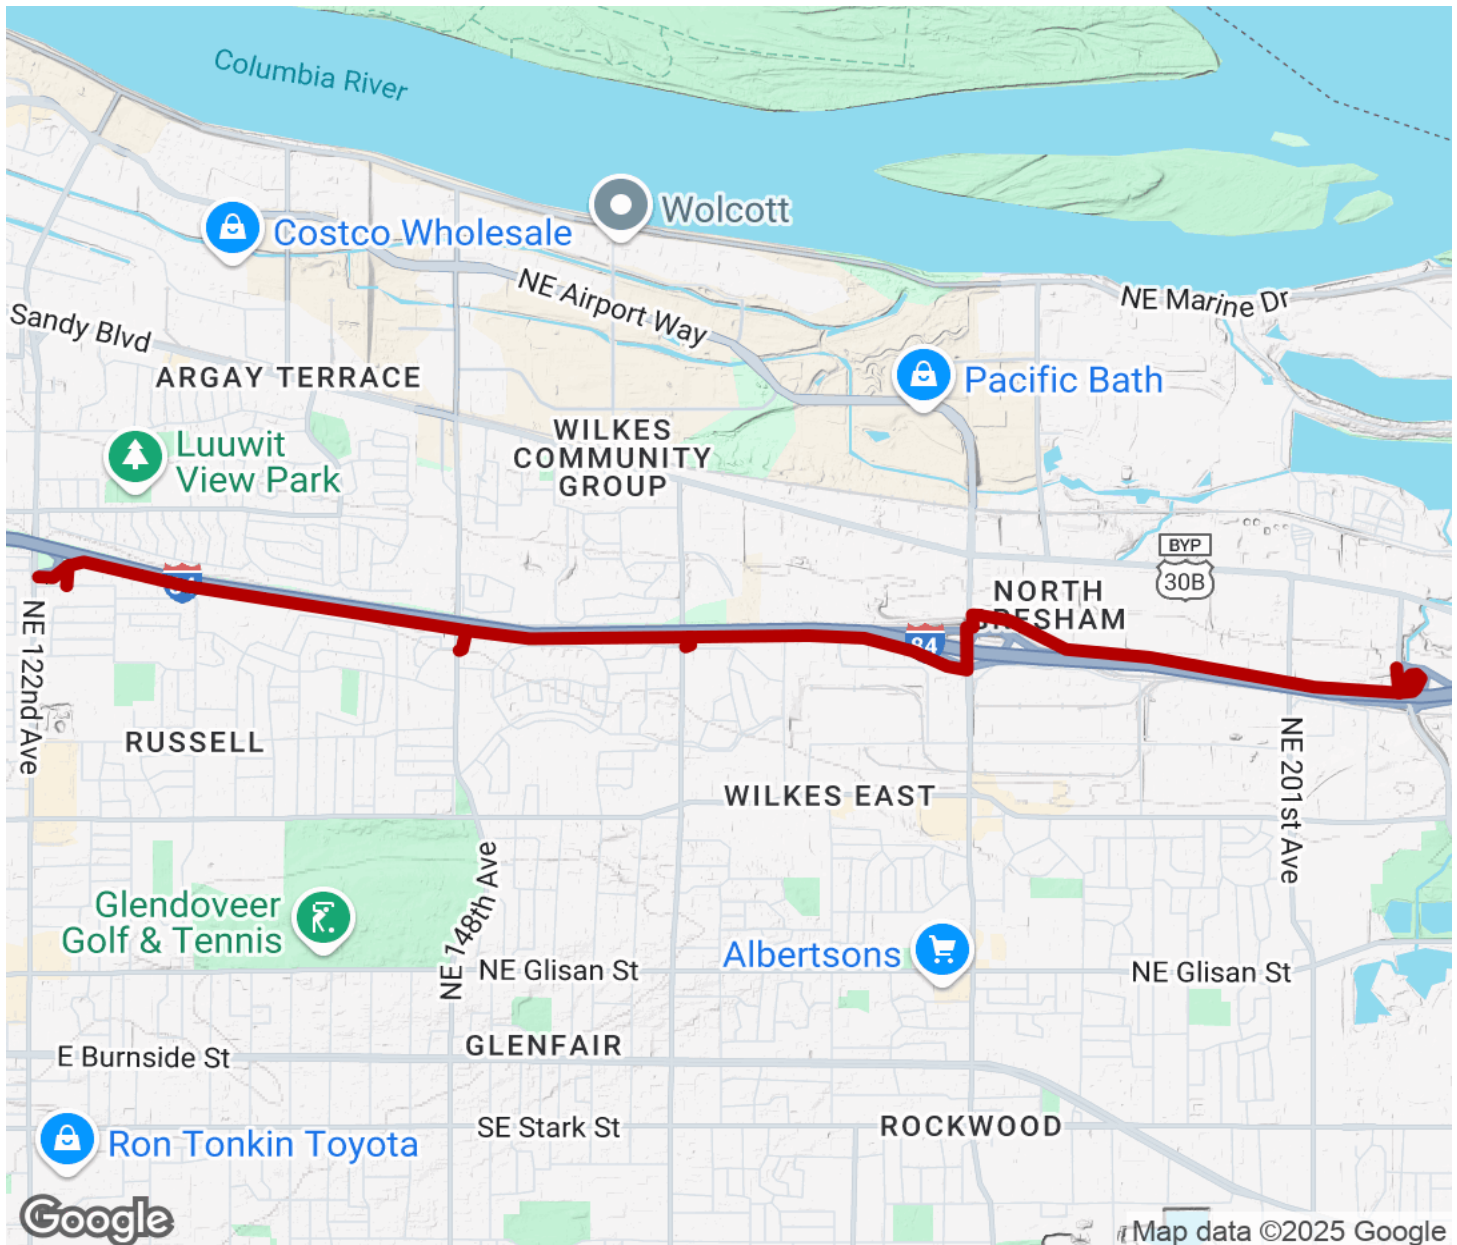 Columbia River
Wolcott
Costco Wholesale
NE Airport Way
NE Marine Dr
Sandy Blvd
ARGAY TERRACE
Pacific Bath
Luuwit
View Park
WILKES
COMMUNITY
GROUP
BYP
30B
NORTH
84
NE 122nd Ave
RUSSELL
NE 201st Ave
WILKES EAST
Glendoveer
Golf & Tennis
NE 148th Ave
Albertsons
NE Glisan St
NE Glisan St
GLENFAIR
E Burnside St
SE Stark St
ROCKWOOD
Ron Tonkin Toyota
Google
Map data ©2025 Google